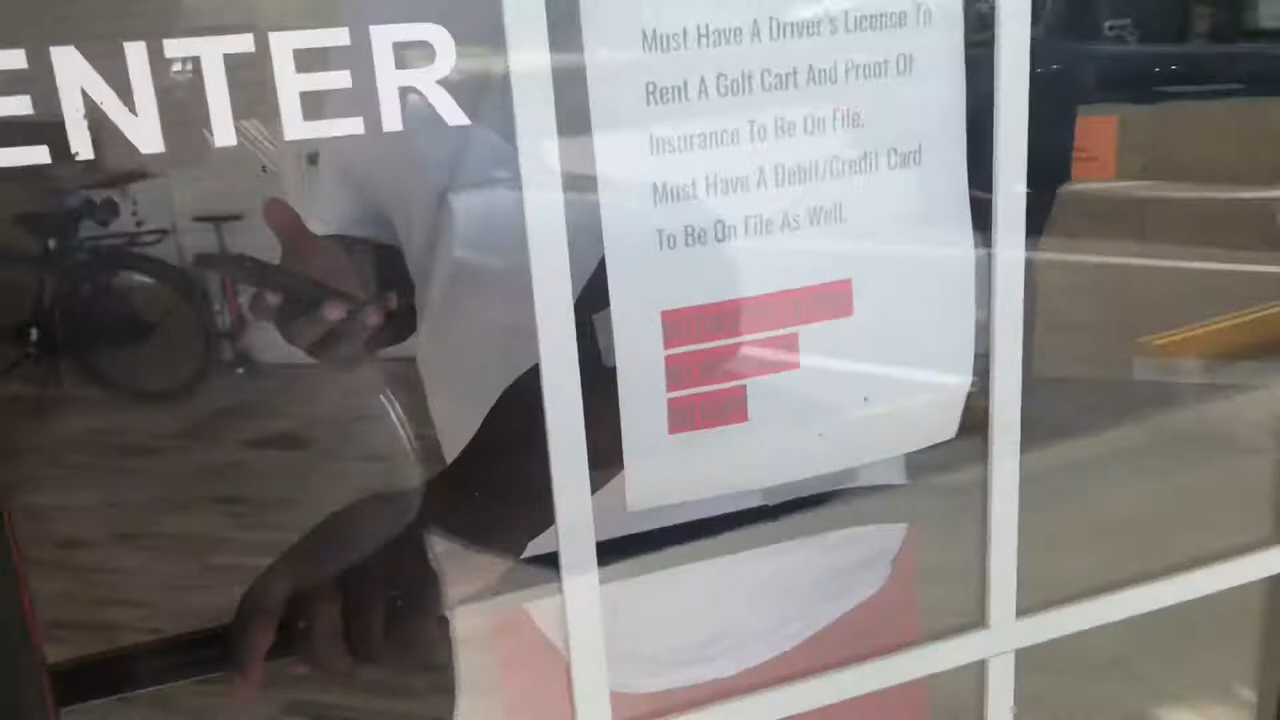 ENTER
Must Have A Driver's License To
Rent A Golf Cart And Proof Of
Insurance To Be On File.
Must Have A Debit/Credit Card
To Be On File As Well.